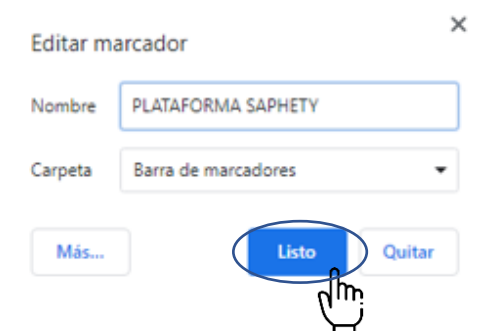 Editar marcador
Nombre PLATAFORMA SAPHETY
Carpeta Barra de marcadores
Más... Listo Quitar